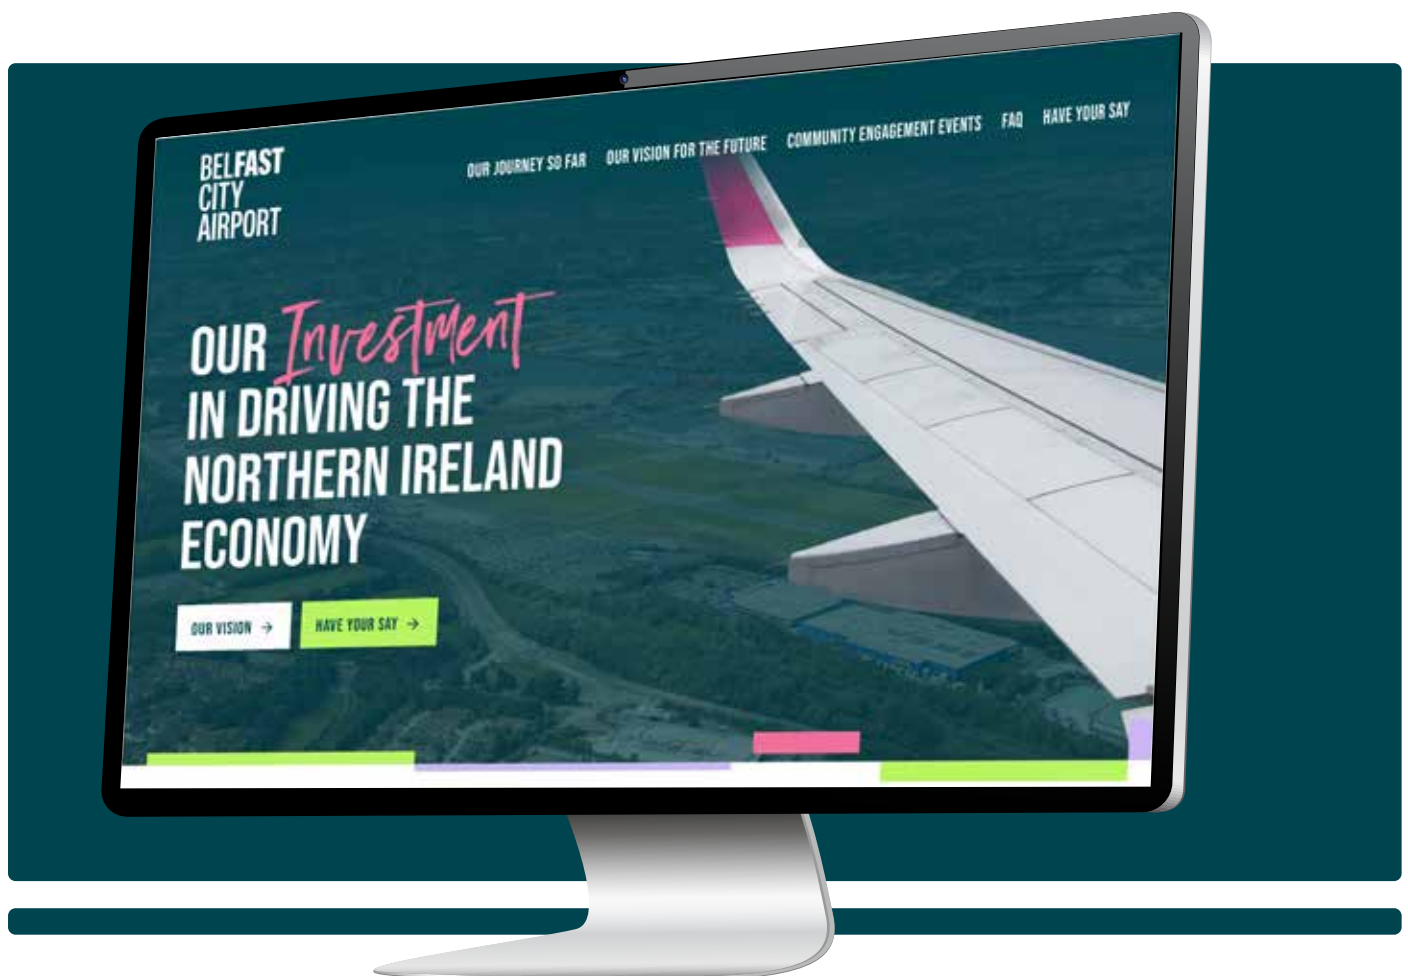 BELFAST
CITY
AIRPORT
OUR JOURNEY SO FAR OUR VISION FOR THE FUTURE COMMUNITY ENGAGEMENT EVENTS FAQ HAVE YOUR SAY
OUR Investment
IN DRIVING THE
NORTHERN IRELAND
ECONOMY
OUR VISION → HAVE YOUR SAY →